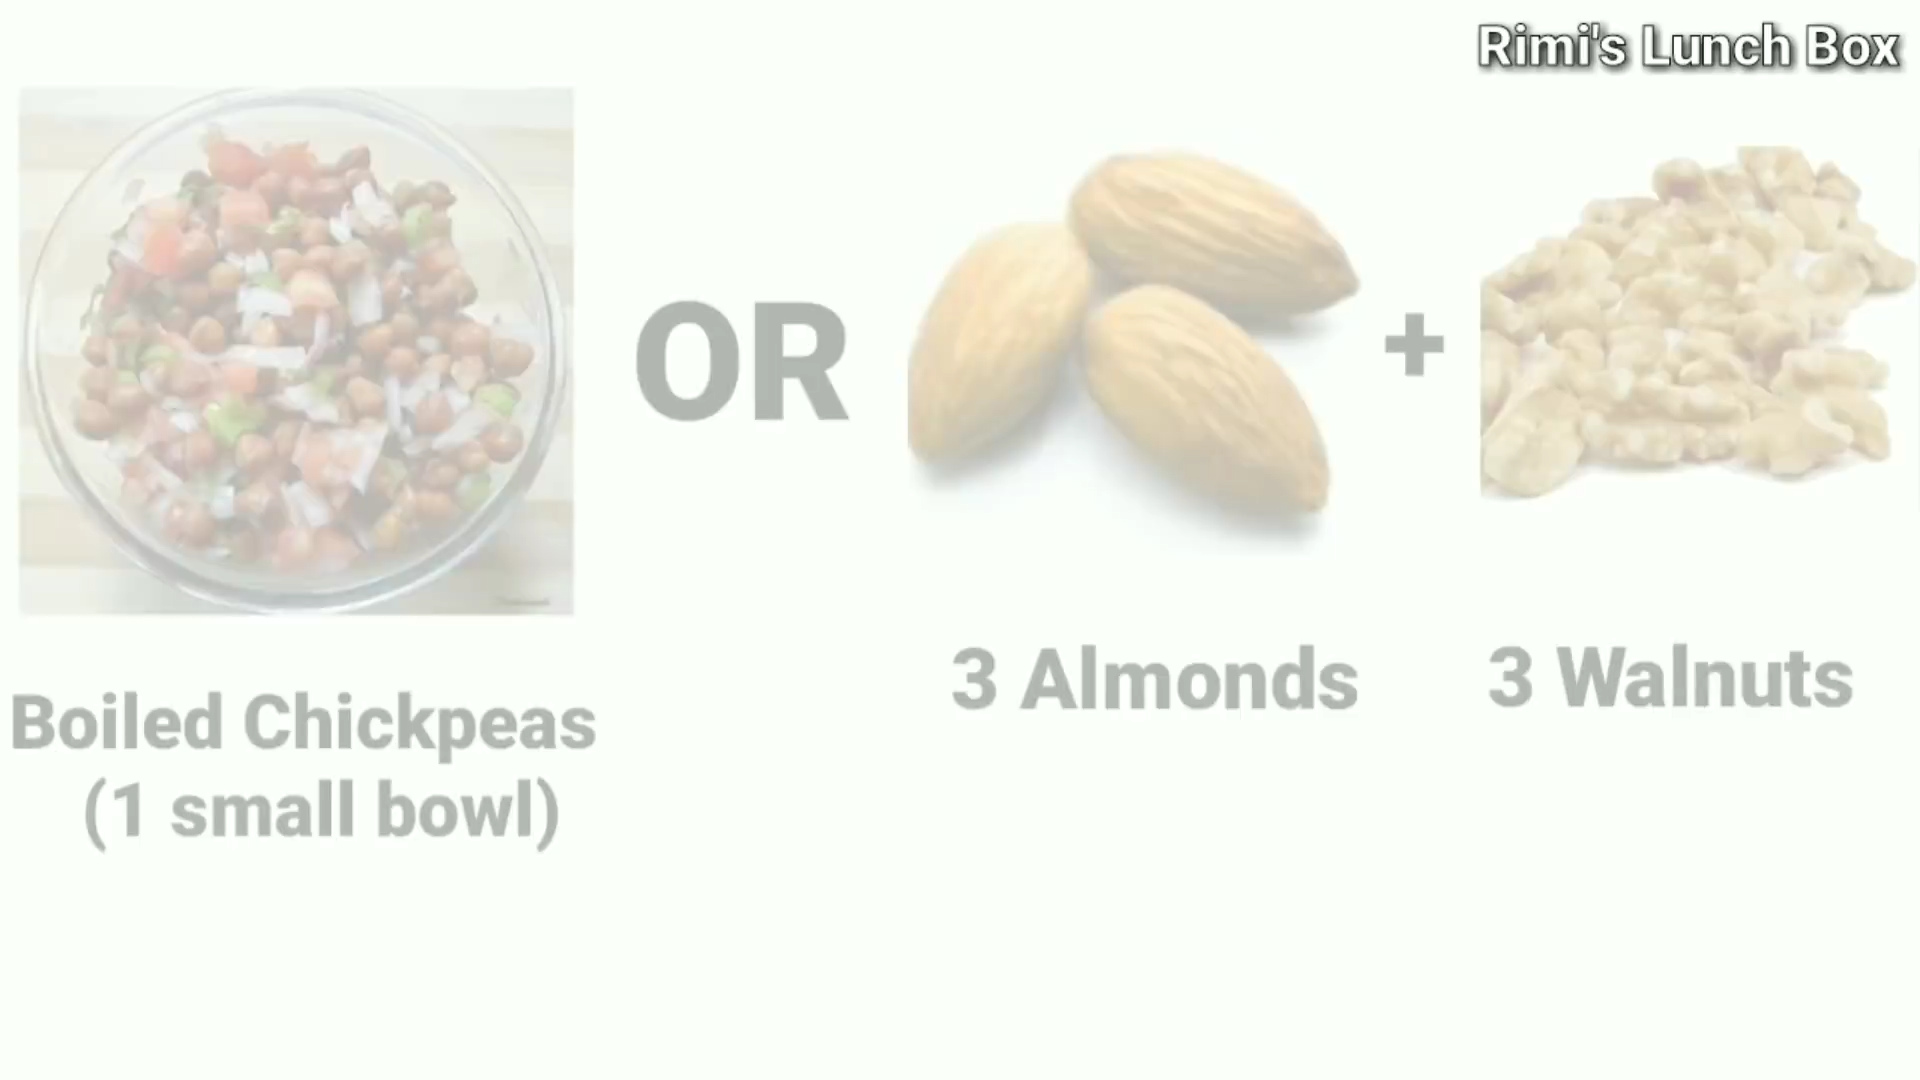 Rimi's Lunch Box
OR
+
3 Almonds
3 Walnuts
Boiled Chickpeas
(1 small bowl)